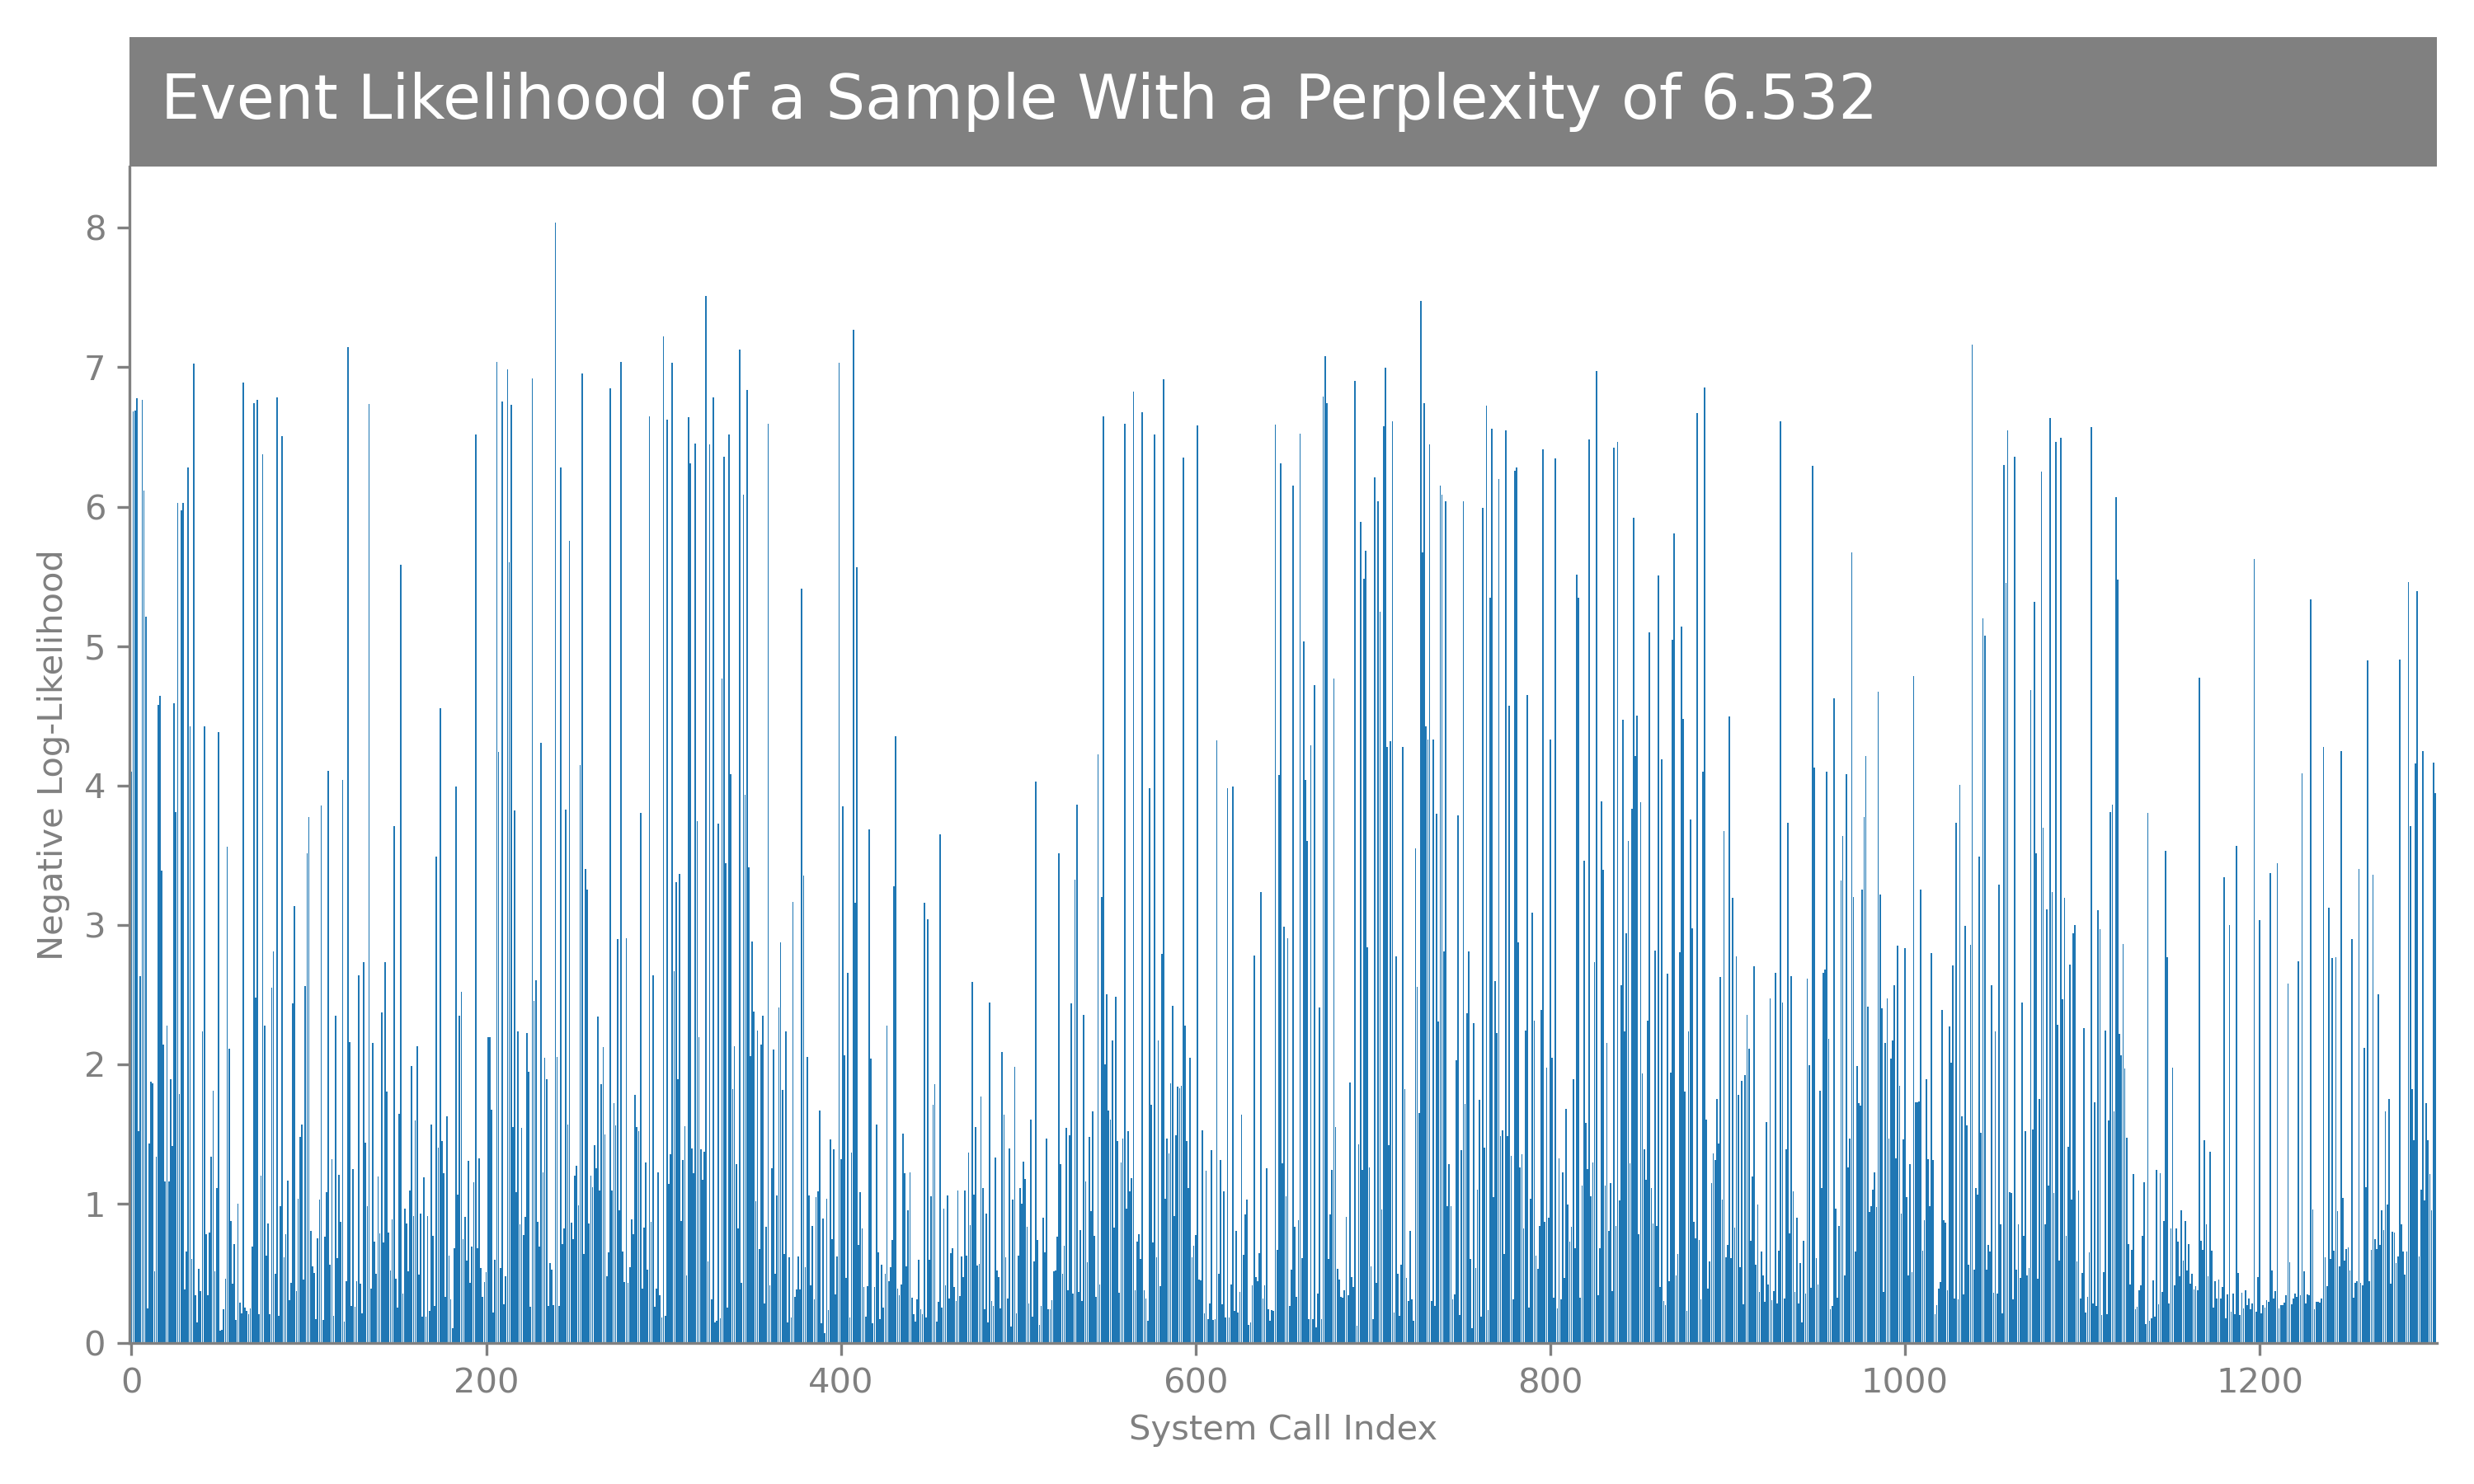 Event Likelihood of a Sample With a Perplexity of 6.532
8
7
6
5
4
3
2
1
0
Negative Log-Likelihood
0 200 400 600 800 1000 1200
System Call Index